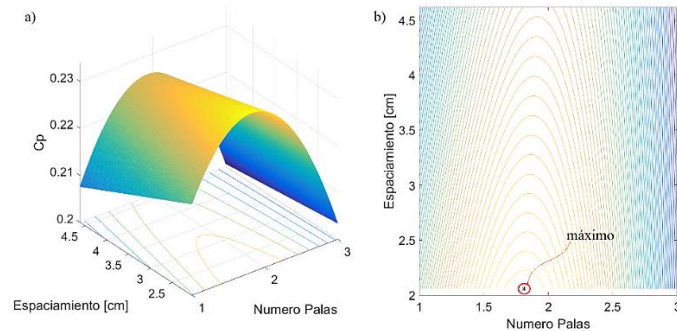 a)
0.23
0.22
0.21
0.2
Cp
4.5
4
3.5
3
2.5
Espaciamiento [cm]
1
2
3
Numero Palas
b)
4.5
4
3.5
3
2.5
2
Espaciamiento [cm]
máximo
1
1.5
2
2.5
3
Numero Palas